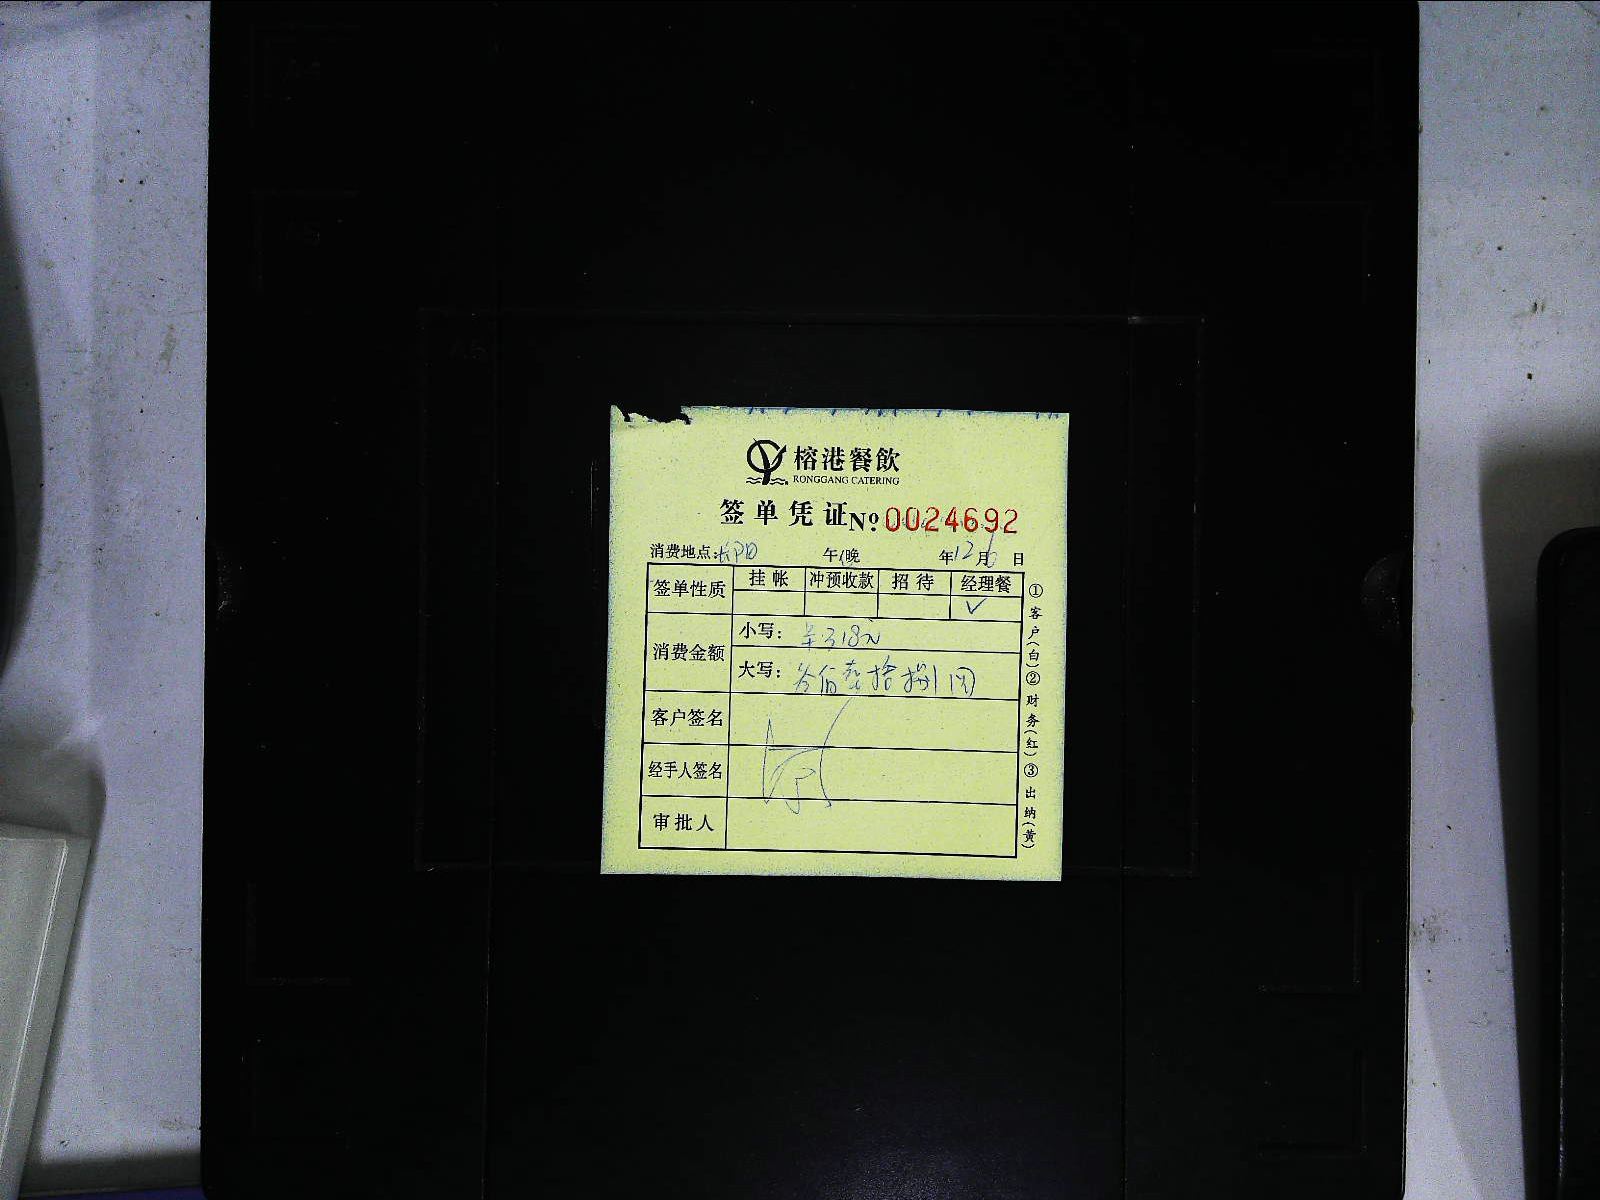 榕港餐飲
RONGGANG CATERING
签单凭证 №0024692
消费地点: 午 晚 年12月6日
签单性质 挂帐 冲预收款 招待 经理餐
✓
消费金额 小写: 318元
大写: 叁佰壹拾捌圆
客户签名
经手人签名
审批人
①客户(白)②财务(红)③出纳(黄)